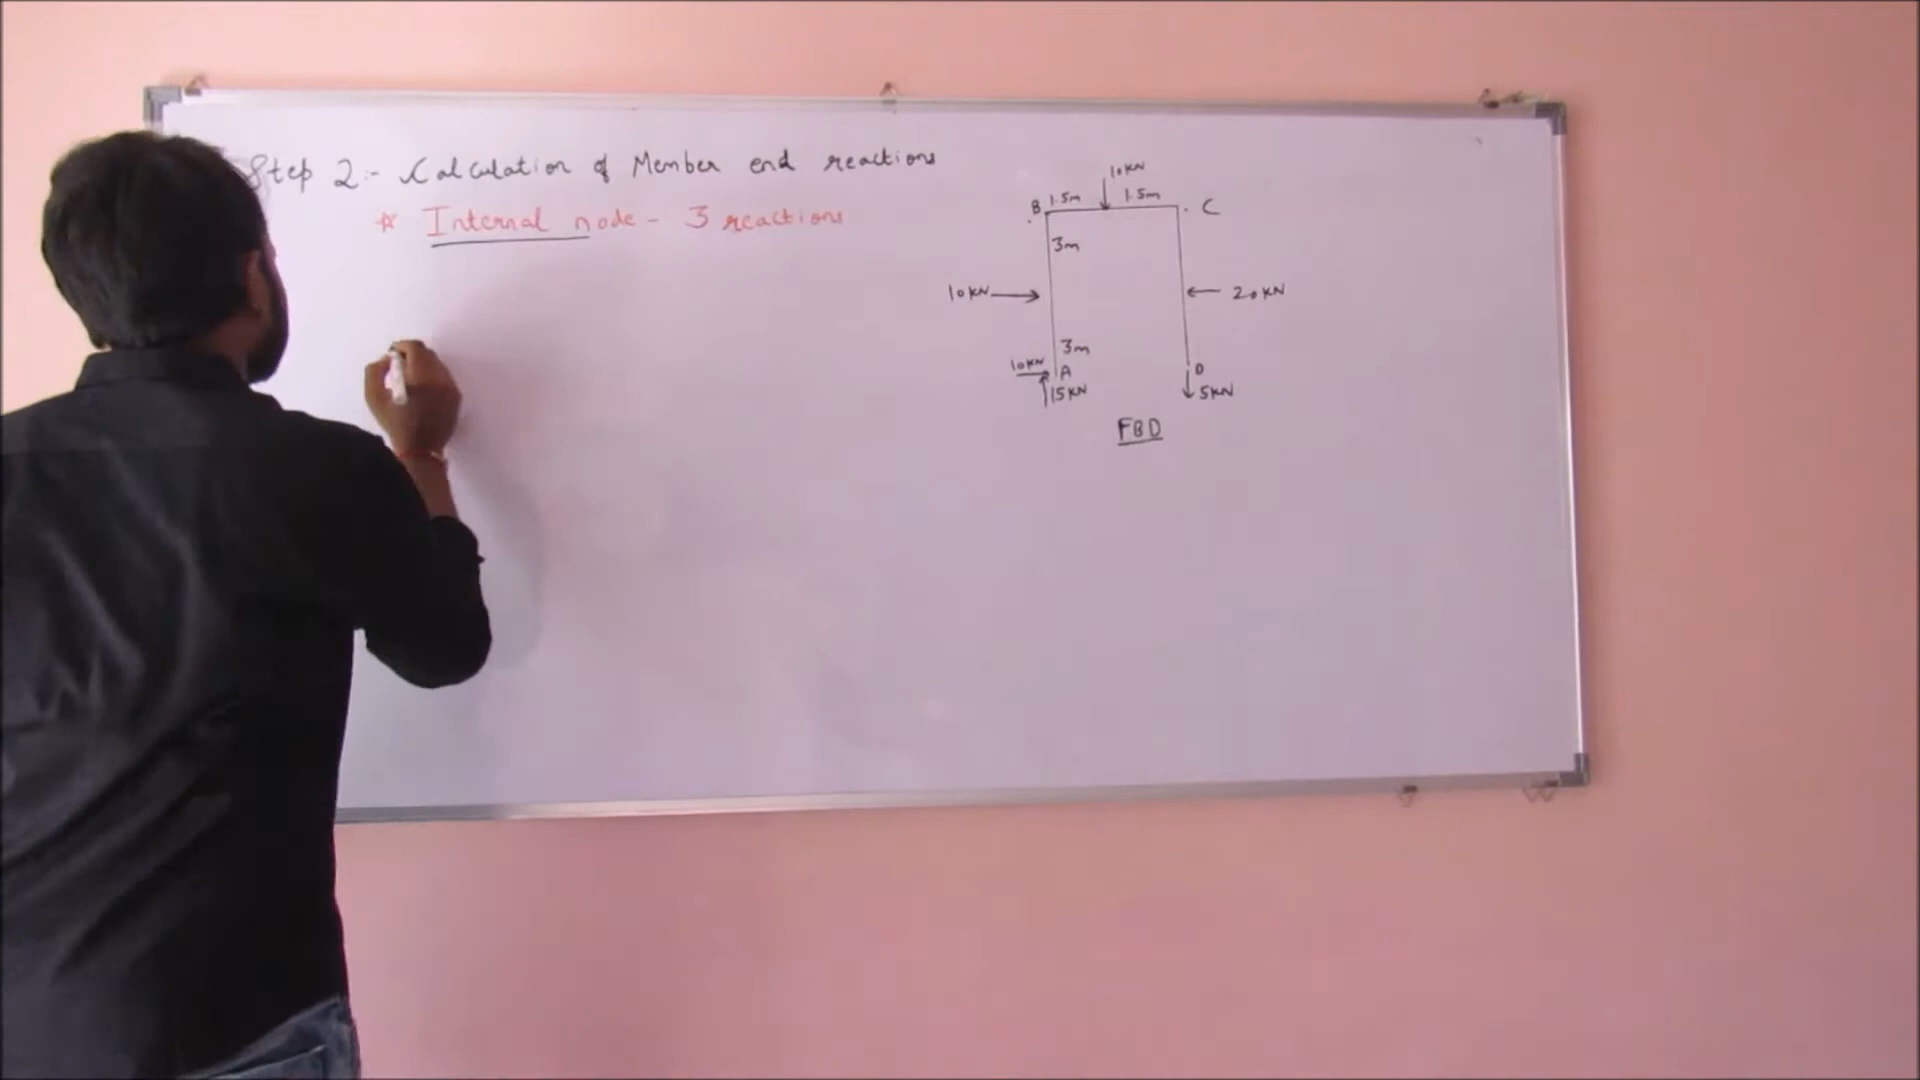 Step 2:- Calculation of Member end reactions
* Internal node - 3 reactions
10kN
B 1.5m 1.5m C
3m
10kN 20kN
3m
10kN A D
15kN 5kN
FBD